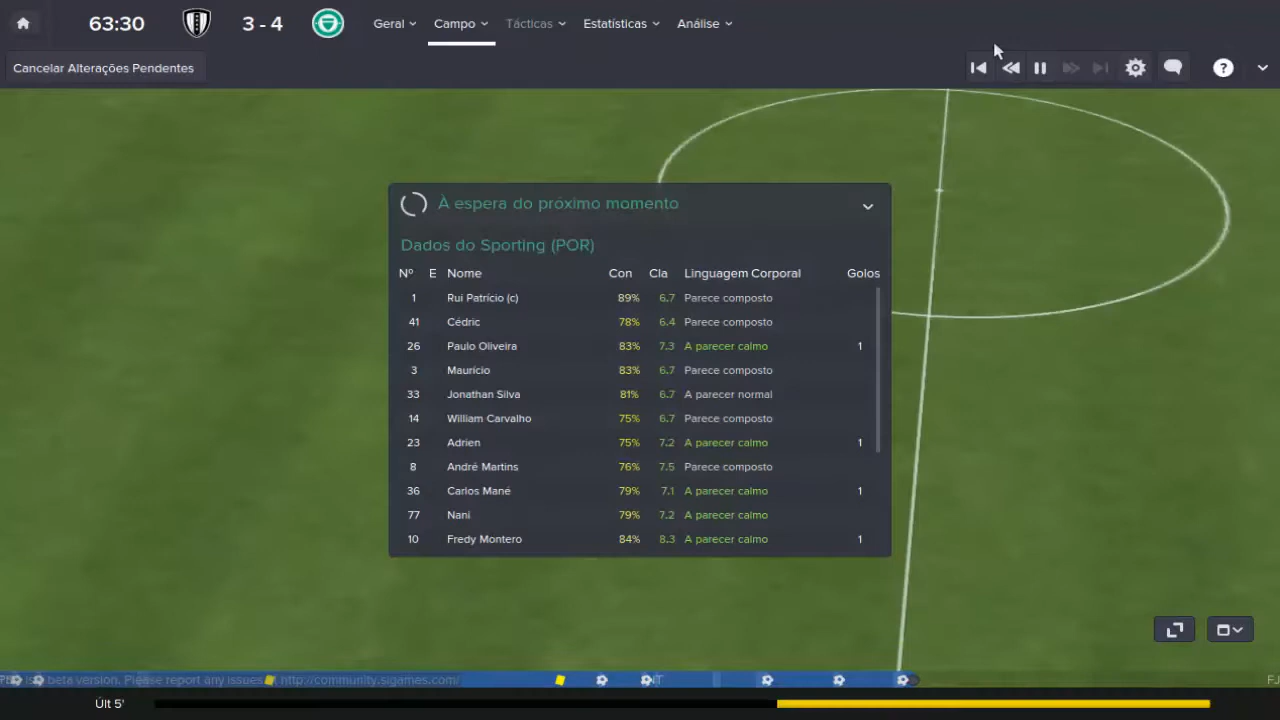 63:30 3 - 4 Geral Campo Tácticas Estatísticas Análise
Cancelar Alterações Pendentes ?
À espera do próximo momento
Dados do Sporting (POR)
Nº E Nome Con Cla Linguagem Corporal Golos
1 Rui Patrício (c) 89% 6.7 Parece composto
41 Cédric 78% 6.4 Parece composto
26 Paulo Oliveira 83% 7.3 A parecer calmo 1
3 Maurício 83% 6.7 Parece composto
33 Jonathan Silva 81% 6.7 A parecer normal
14 William Carvalho 75% 6.7 Parece composto
23 Adrien 75% 7.2 A parecer calmo 1
8 André Martins 76% 7.5 Parece composto
36 Carlos Mané 79% 7.1 A parecer calmo 1
77 Nani 79% 7.2 A parecer calmo
10 Fredy Montero 84% 8.3 A parecer calmo 1
beta version. Please report any issues http://community.sigames.com/
Últ 5'